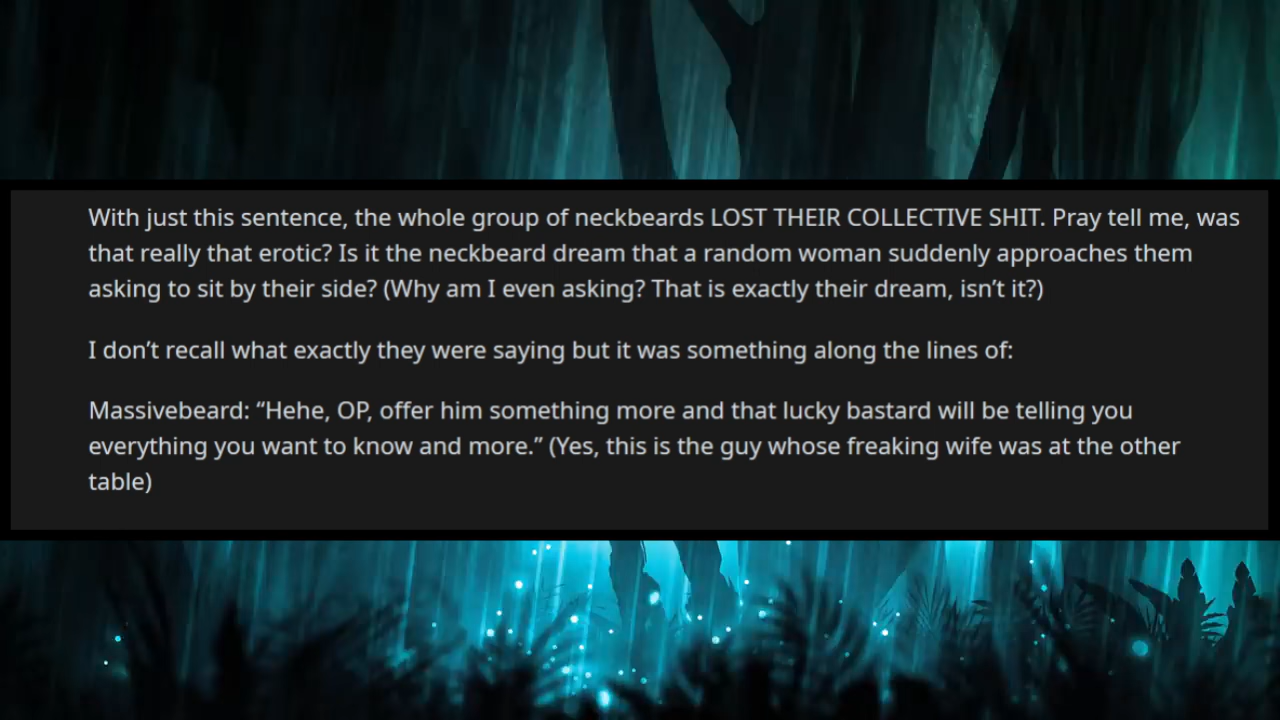 With just this sentence, the whole group of neckbeards LOST THEIR COLLECTIVE SHIT. Pray tell me, was
that really that erotic? Is it the neckbeard dream that a random woman suddenly approaches them
asking to sit by their side? (Why am I even asking? That is exactly their dream, isn’t it?)
I don’t recall what exactly they were saying but it was something along the lines of:
Massivebeard: “Hehe, OP, offer him something more and that lucky bastard will be telling you
everything you want to know and more.” (Yes, this is the guy whose freaking wife was at the other
table)